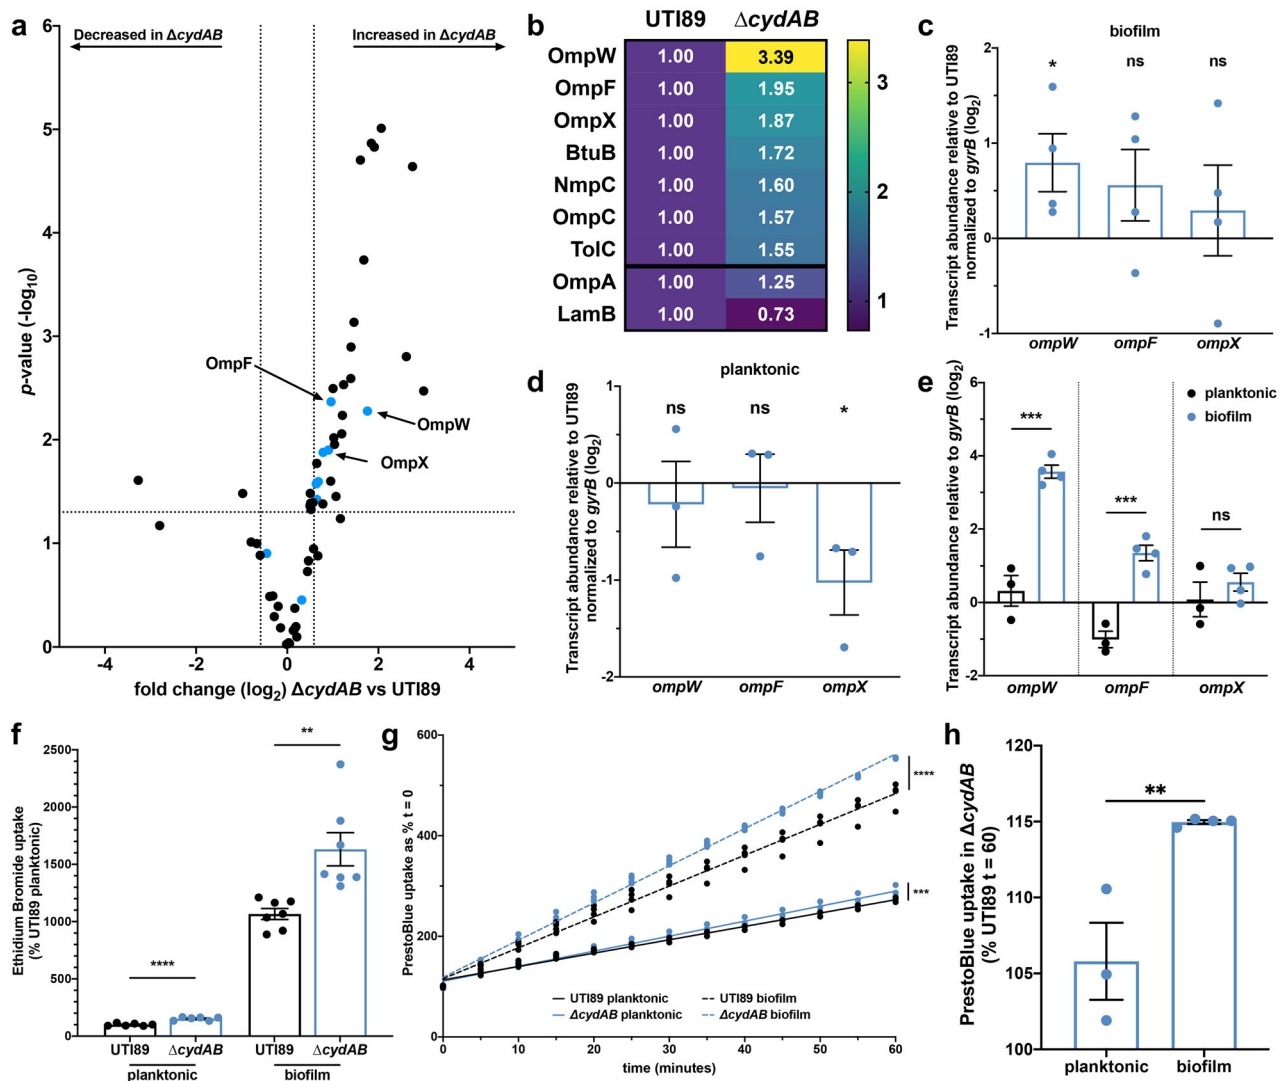 a
Decreased in ΔcydAB
Increased in ΔcydAB
6
5
4
3
2
1
0
p-value (-log10)
OmpF
OmpW
OmpX
-4
-2
0
2
4
fold change (log2) ΔcydAB vs UTI89
b
UTI89 ΔcydAB
OmpW 1.00 3.39
OmpF 1.00 1.95
OmpX 1.00 1.87
BtuB 1.00 1.72
NmpC 1.00 1.60
OmpC 1.00 1.57
TolC 1.00 1.55
OmpA 1.00 1.25
LamB 1.00 0.73
3
2
1
c
biofilm
Transcript abundance relative to UTI89
normalized to gyrB (log2)
2
1
0
-1
* ns ns
ompW ompF ompX
d
planktonic
Transcript abundance relative to UTI89
normalized to gyrB (log2)
1
0
-1
-2
ns ns *
ompW ompF ompX
e
Transcript abundance relative to gyrB (log2)
6
4
2
0
-2
planktonic
biofilm
*** *** ns
ompW ompF ompX
f
Ethidium Bromide uptake
(% UTI89 planktonic)
2500
2000
1500
1000
500
0
****
**
UTI89 ΔcydAB UTI89 ΔcydAB
planktonic biofilm
g
PrestoBlue uptake as % t = 0
600
400
200
0
****
***
UTI89 planktonic UTI89 biofilm
ΔcydAB planktonic ΔcydAB biofilm
0 10 20 30 40 50 60
time (minutes)
h
PrestoBlue uptake in ΔcydAB
(% UTI89 t = 60)
120
115
110
105
100
**
planktonic biofilm